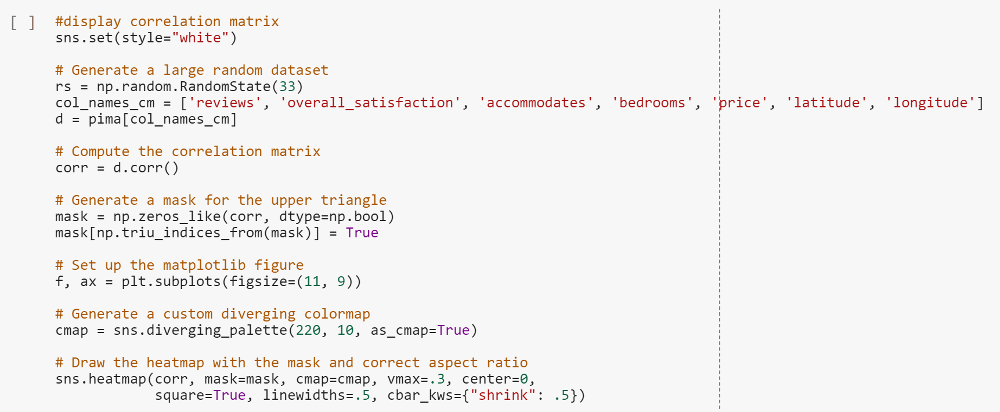 [ ] #display correlation matrix
sns.set(style="white")
# Generate a large random dataset
rs = np.random.RandomState(33)
col_names_cm = ['reviews', 'overall_satisfaction', 'accommodates', 'bedrooms', 'price', 'latitude', 'longitude']
d = pima[col_names_cm]
# Compute the correlation matrix
corr = d.corr()
# Generate a mask for the upper triangle
mask = np.zeros_like(corr, dtype=np.bool)
mask[np.triu_indices_from(mask)] = True
# Set up the matplotlib figure
f, ax = plt.subplots(figsize=(11, 9))
# Generate a custom diverging colormap
cmap = sns.diverging_palette(220, 10, as_cmap=True)
# Draw the heatmap with the mask and correct aspect ratio
sns.heatmap(corr, mask=mask, cmap=cmap, vmax=.3, center=0,
            square=True, linewidths=.5, cbar_kws={"shrink": .5})